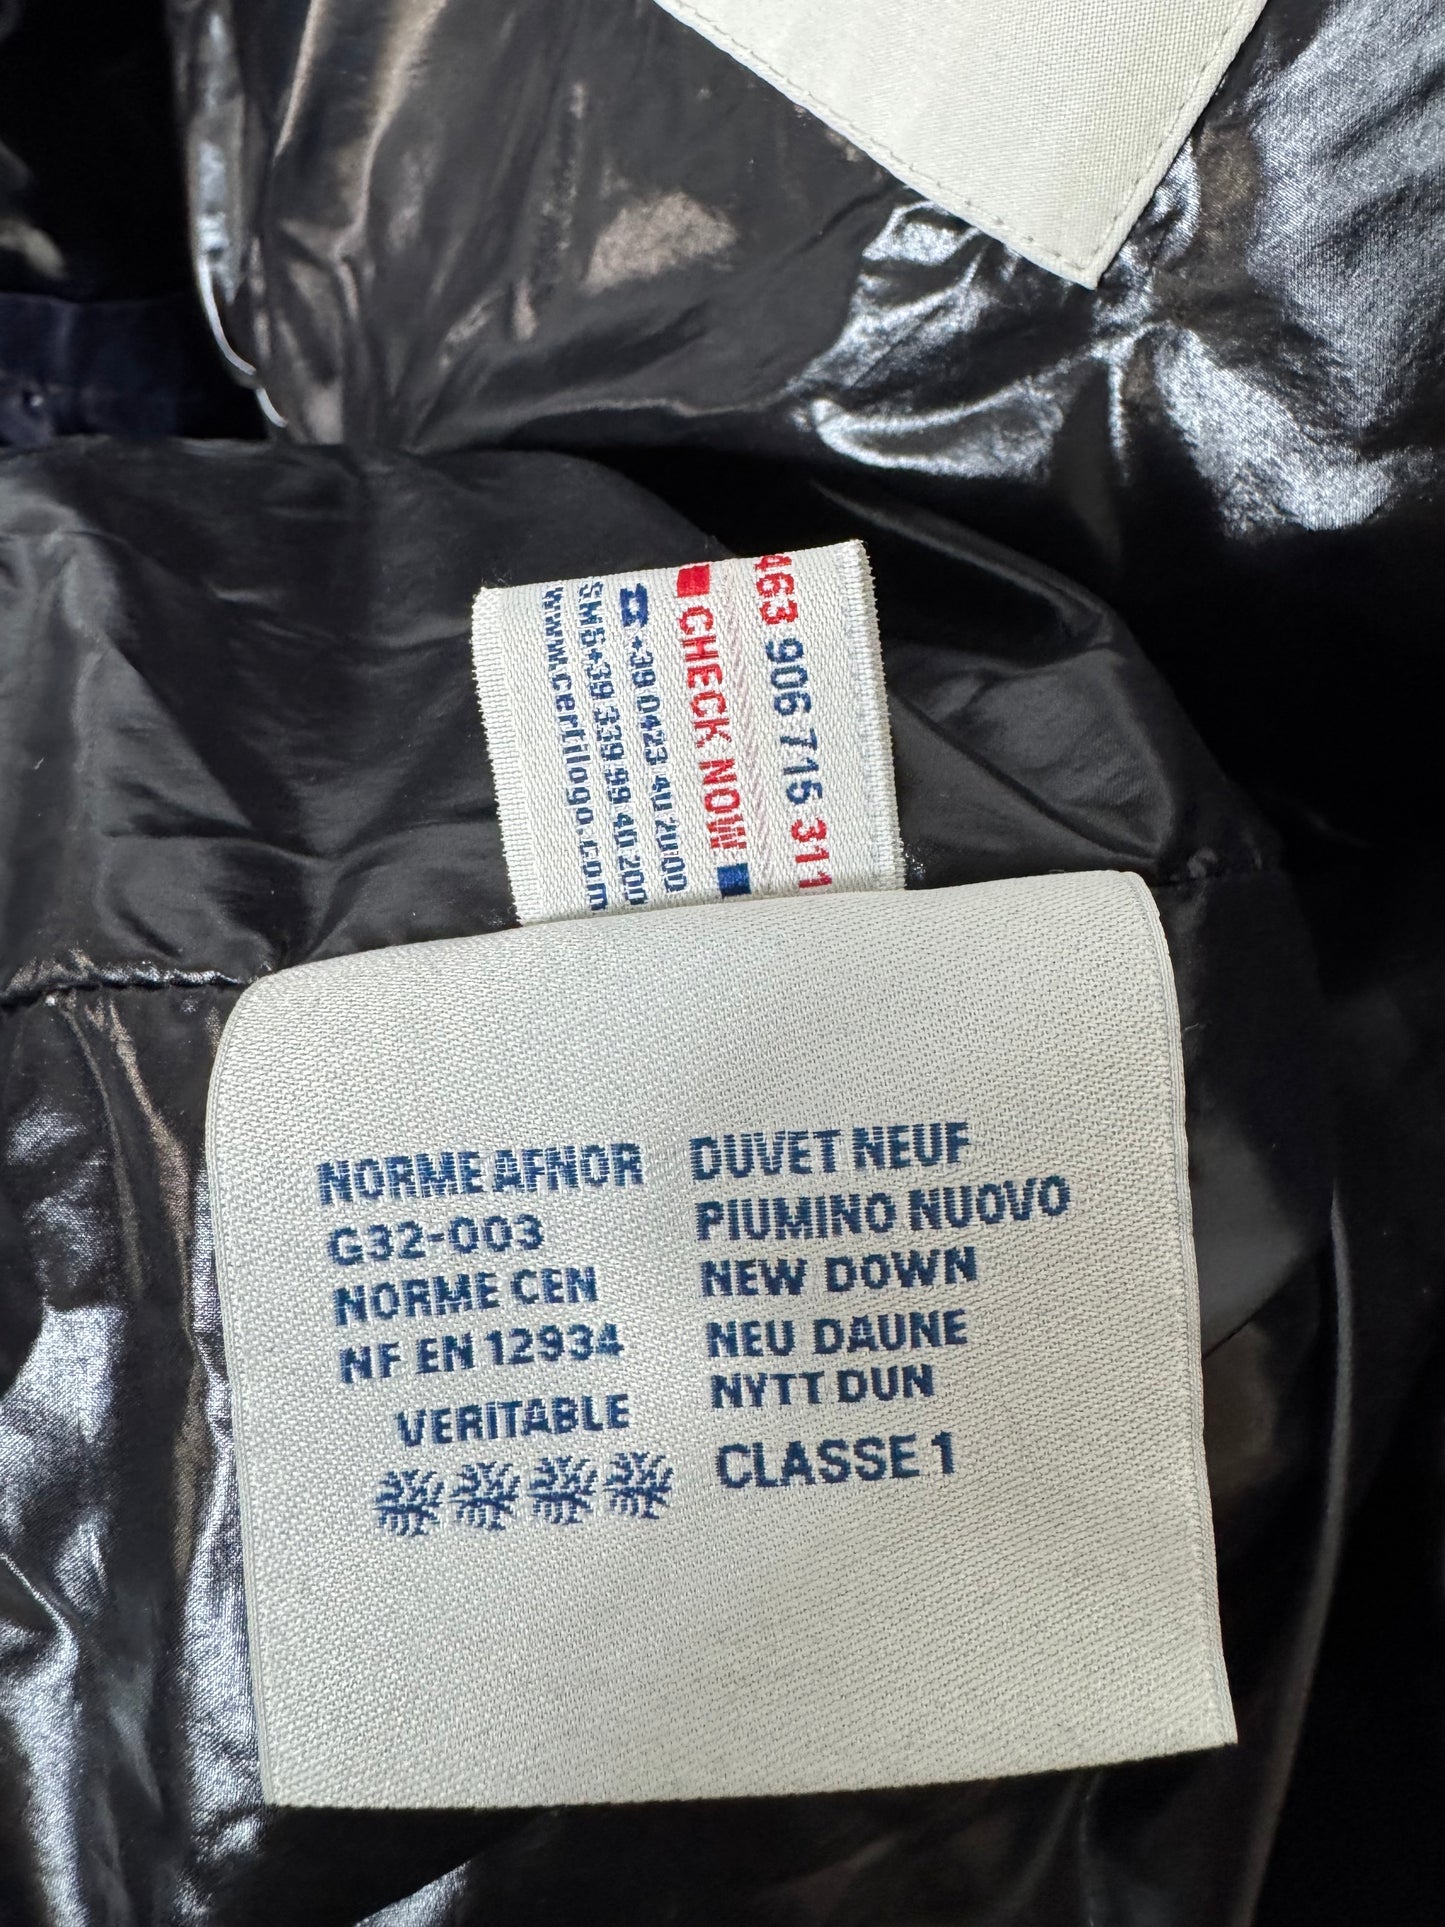 463 906 715 311
CHECK NOW
+39 0423 40 2000
SMS+39 339 99 40 200
www.certilogo.com
NORME AFNOR
G32-003
NORME CEN
NF EN 12934
VERITABLE
DUVET NEUF
PIUMINO NUOVO
NEW DOWN
NEU DAUNE
NYTT DUN
CLASSE 1